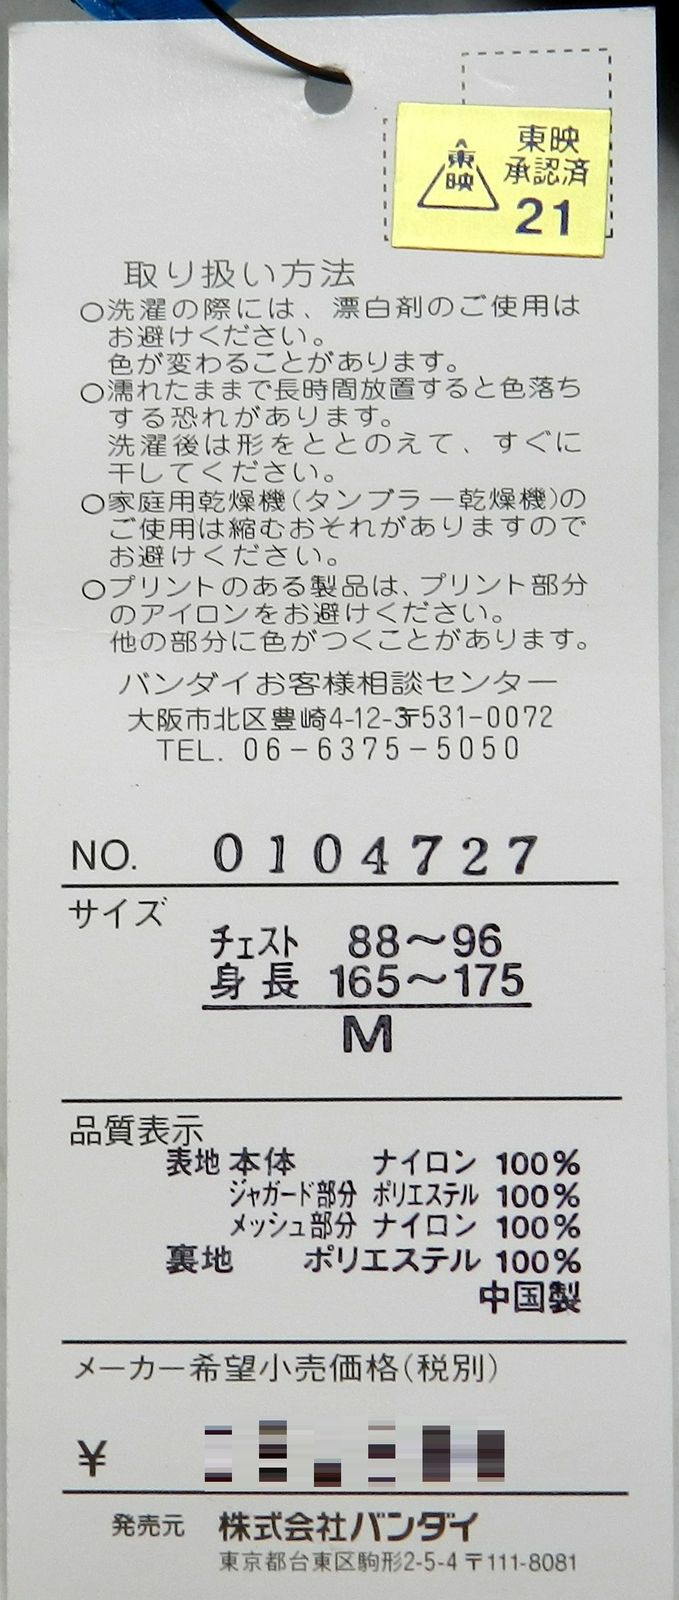 東映
承認済
21
東映
取り扱い方法
○洗濯の際には、漂白剤のご使用は
お避けください。
色が変わることがあります。
○濡れたままで長時間放置すると色落ち
する恐れがあります。
洗濯後は形をととのえて、すぐに
干してください。
○家庭用乾燥機(タンブラー乾燥機)の
ご使用は縮むおそれがありますので
お避けください。
○プリントのある製品は、プリント部分
のアイロンをお避けください。
他の部分に色がつくことがあります。
バンダイお客様相談センター
大阪市北区豊崎4-12-3〒531-0072
TEL. 06-6375-5050
NO. 0104727
サイズ
チェスト 88〜96
身長 165〜175
M
品質表示
表地 本体 ナイロン 100%
ジャガード部分 ポリエステル 100%
メッシュ部分 ナイロン 100%
裏地 ポリエステル 100%
中国製
メーカー希望小売価格(税別)
¥
発売元 株式会社バンダイ
東京都台東区駒形2-5-4 〒111-8081